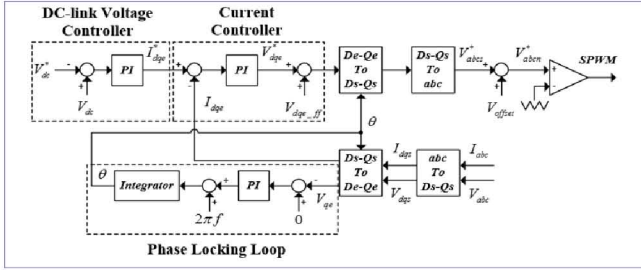 DC-link Voltage Controller
Current Controller
V*dc
-
+
Vdc
PI
I*dqe
+
-
Idqe
PI
V*dqe
+
+
Vdqe_ff
De-Qe
To
Ds-Qs
Ds-Qs
To
abc
V*abcs
+
+
Voffset
V*abcn
+
-
SPWM
θ
θ
Integrator
+
+
2πf
PI
-
+
0
Vqe
Ds-Qs
To
De-Qe
Idqs
Vdqs
abc
To
Ds-Qs
Iabc
Vabc
Phase Locking Loop